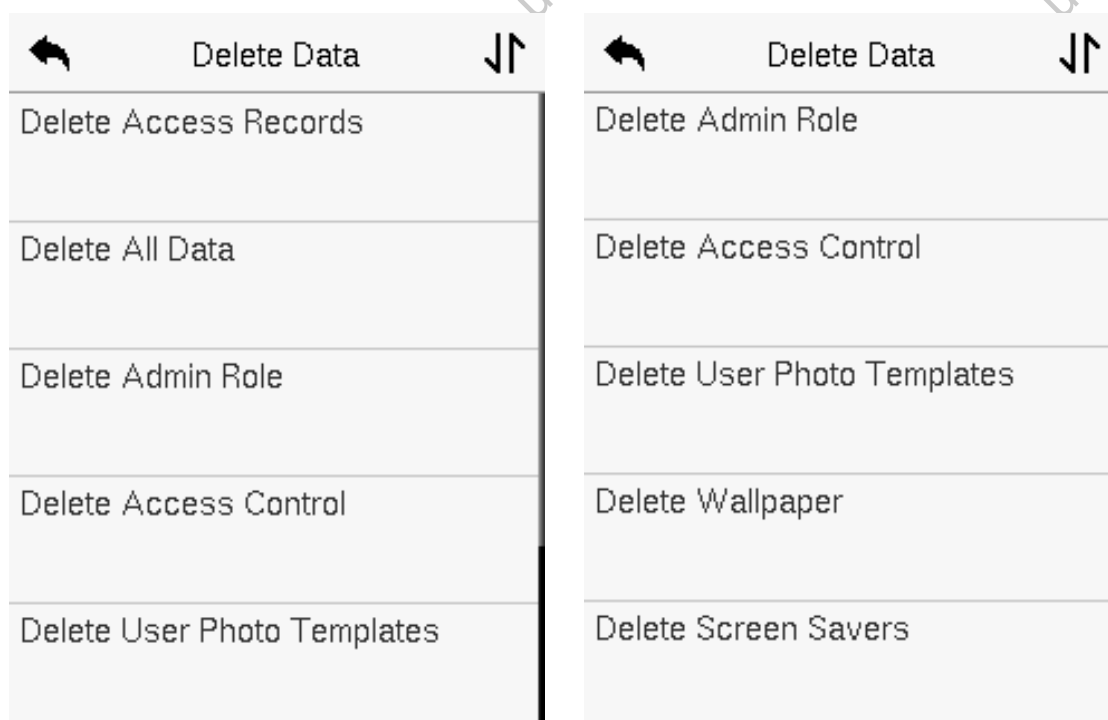 Delete Data
Delete Access Records
Delete All Data
Delete Admin Role
Delete Access Control
Delete User Photo Templates
Delete Data
Delete Admin Role
Delete Access Control
Delete User Photo Templates
Delete Wallpaper
Delete Screen Savers